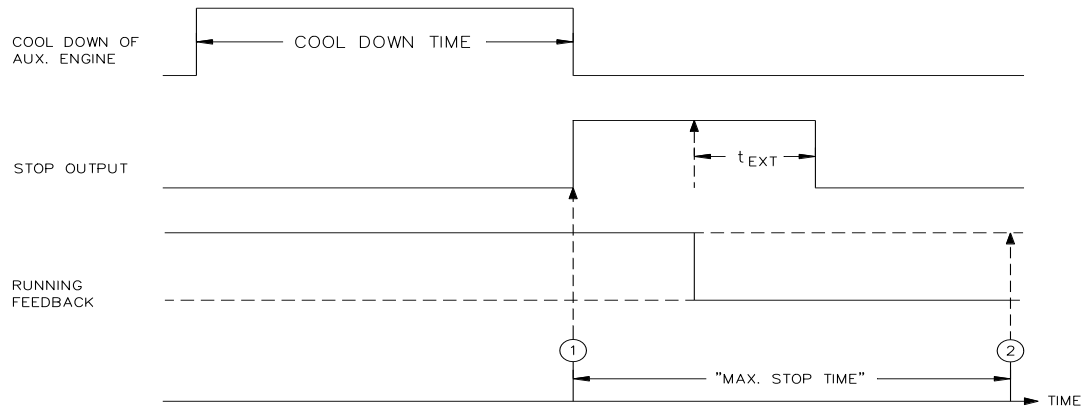 COOL DOWN OF
AUX. ENGINE
COOL DOWN TIME
STOP OUTPUT
tEXT
RUNNING
FEEDBACK
1
2
"MAX. STOP TIME"
TIME